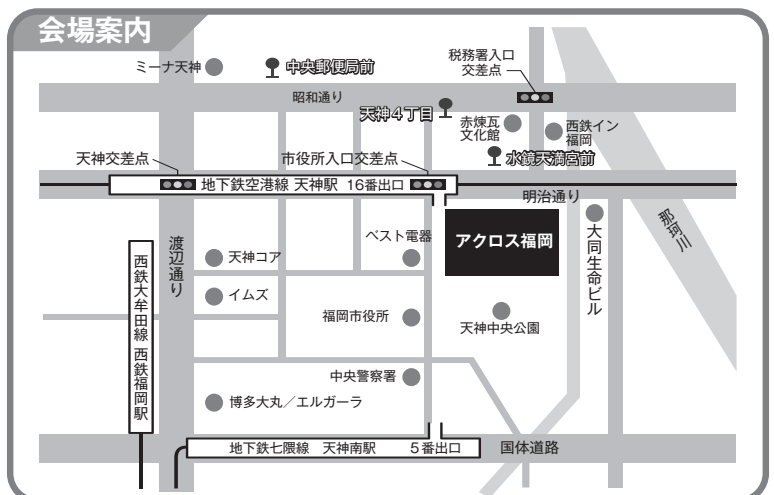 会場案内
ミーナ天神
中央郵便局前
税務署入口
交差点
昭和通り
天神4丁目
赤煉瓦
文化館
西鉄イン
福岡
水鏡天満宮前
天神交差点
市役所入口交差点
地下鉄空港線 天神駅 16番出口
明治通り
那珂川
渡辺通り
ベスト電器
アクロス福岡
大同生命ビル
天神コア
イムズ
西鉄大牟田線 西鉄福岡駅
福岡市役所
天神中央公園
中央警察署
博多大丸/エルガーラ
地下鉄七隈線 天神南駅 5番出口
国体道路